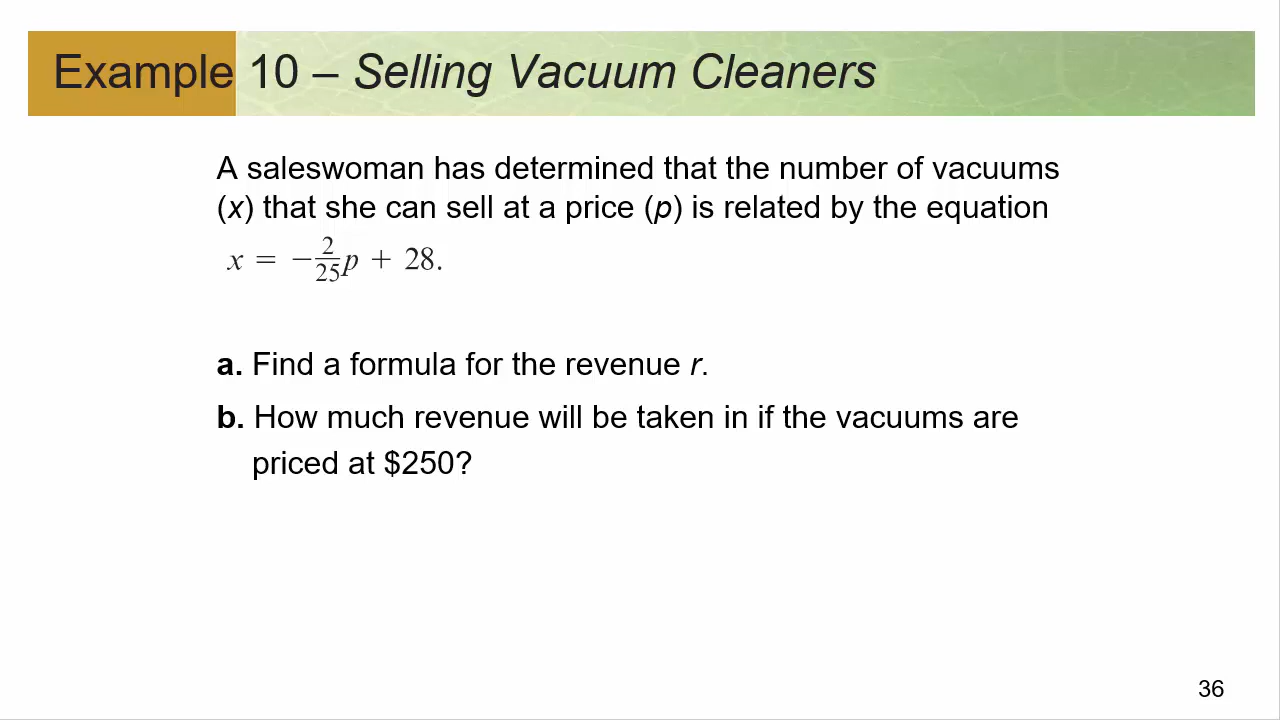 Example 10 – Selling Vacuum Cleaners
A saleswoman has determined that the number of vacuums
(x) that she can sell at a price (p) is related by the equation
x = −2/25 p + 28.
a. Find a formula for the revenue r.
b. How much revenue will be taken in if the vacuums are
priced at $250?
36